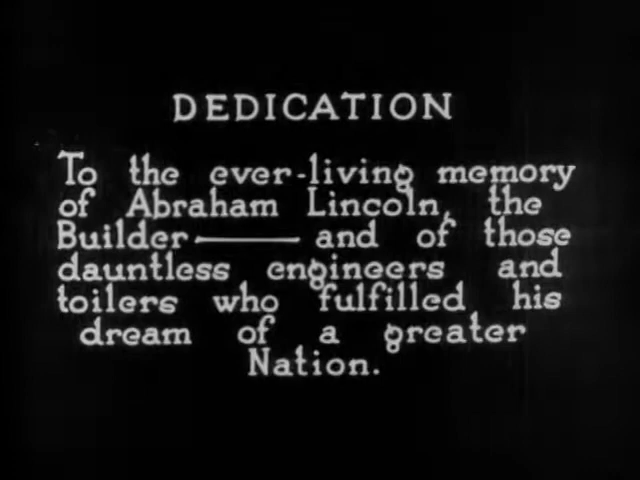 DEDICATION
To the ever-living memory
of Abraham Lincoln, the
Builder —— and of those
dauntless engineers and
toilers who fulfilled his
dream of a greater
Nation.